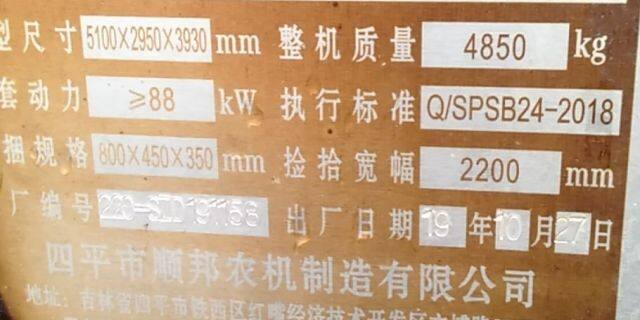 型尺寸 5100×2950×3930 mm 整机质量 4850 kg
套动力 ≥88 kW 执行标准 Q/SPSB24-2018
捆规格 800×450×350 mm 捡拾宽幅 2200 mm
厂编号 191158 出厂日期 19 年 10 月 27 日
四平市顺邦农机制造有限公司
地址：吉林省四平市铁西区红嘴经济技术开发区